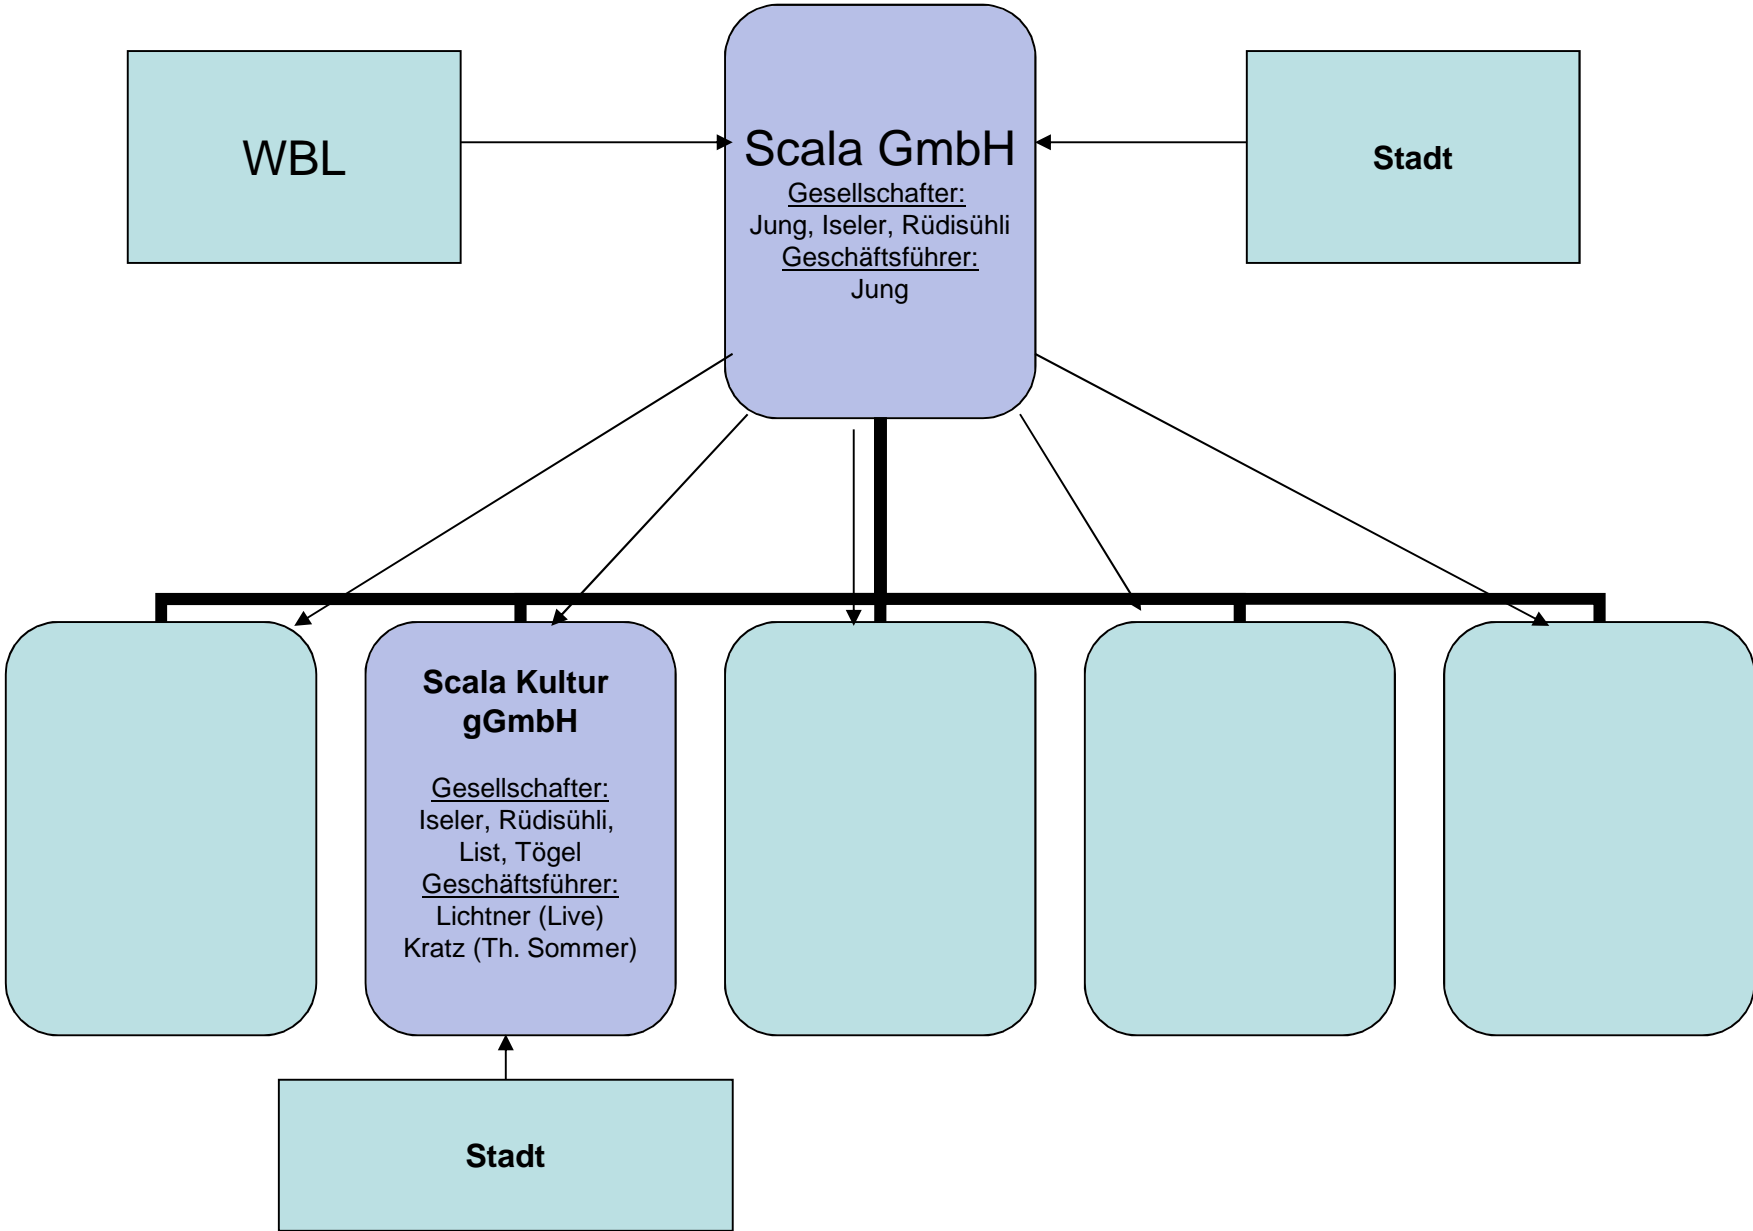 WBL
Scala GmbH
Gesellschafter:
Jung, Iseler, Rüdisühli
Geschäftsführer:
Jung
Stadt
Scala Kultur
gGmbH
Gesellschafter:
Iseler, Rüdisühli,
List, Tögel
Geschäftsführer:
Lichtner (Live)
Kratz (Th. Sommer)
Stadt